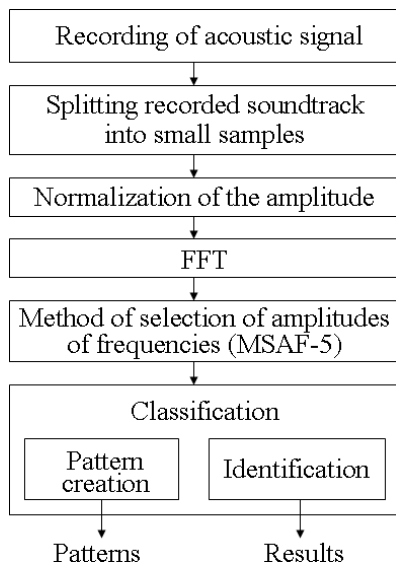 Recording of acoustic signal
Splitting recorded soundtrack
into small samples
Normalization of the amplitude
FFT
Method of selection of amplitudes
of frequencies (MSAF-5)
Classification
Pattern
creation
Identification
Patterns
Results